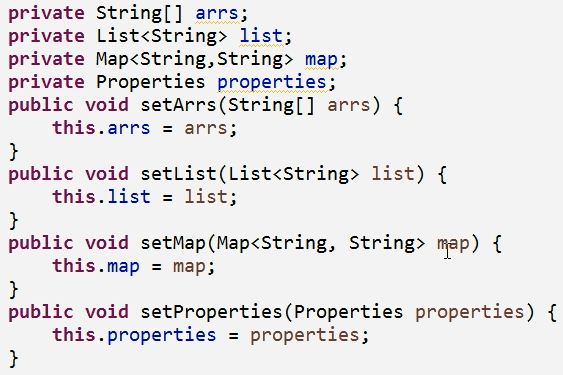 private String[] arrs;
private List<String> list;
private Map<String,String> map;
private Properties properties;
public void setArrs(String[] arrs) {
    this.arrs = arrs;
}
public void setList(List<String> list) {
    this.list = list;
}
public void setMap(Map<String, String> map) {
    this.map = map;
}
public void setProperties(Properties properties) {
    this.properties = properties;
}